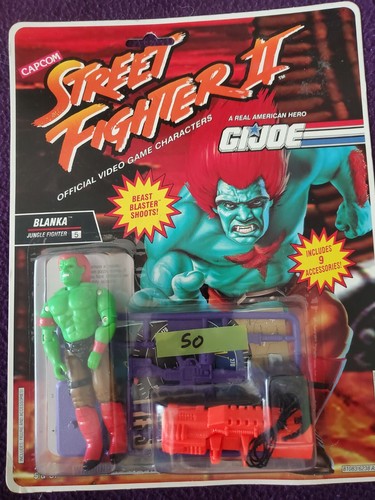 CAPCOM
STREET
FIGHTER II
™
OFFICIAL VIDEO GAME CHARACTERS
A REAL AMERICAN HERO
G.I. JOE
BEAST
BLASTER
SHOOTS!
BLANKA
JUNGLE FIGHTER 5
INCLUDES
9
ACCESSORIES!
50